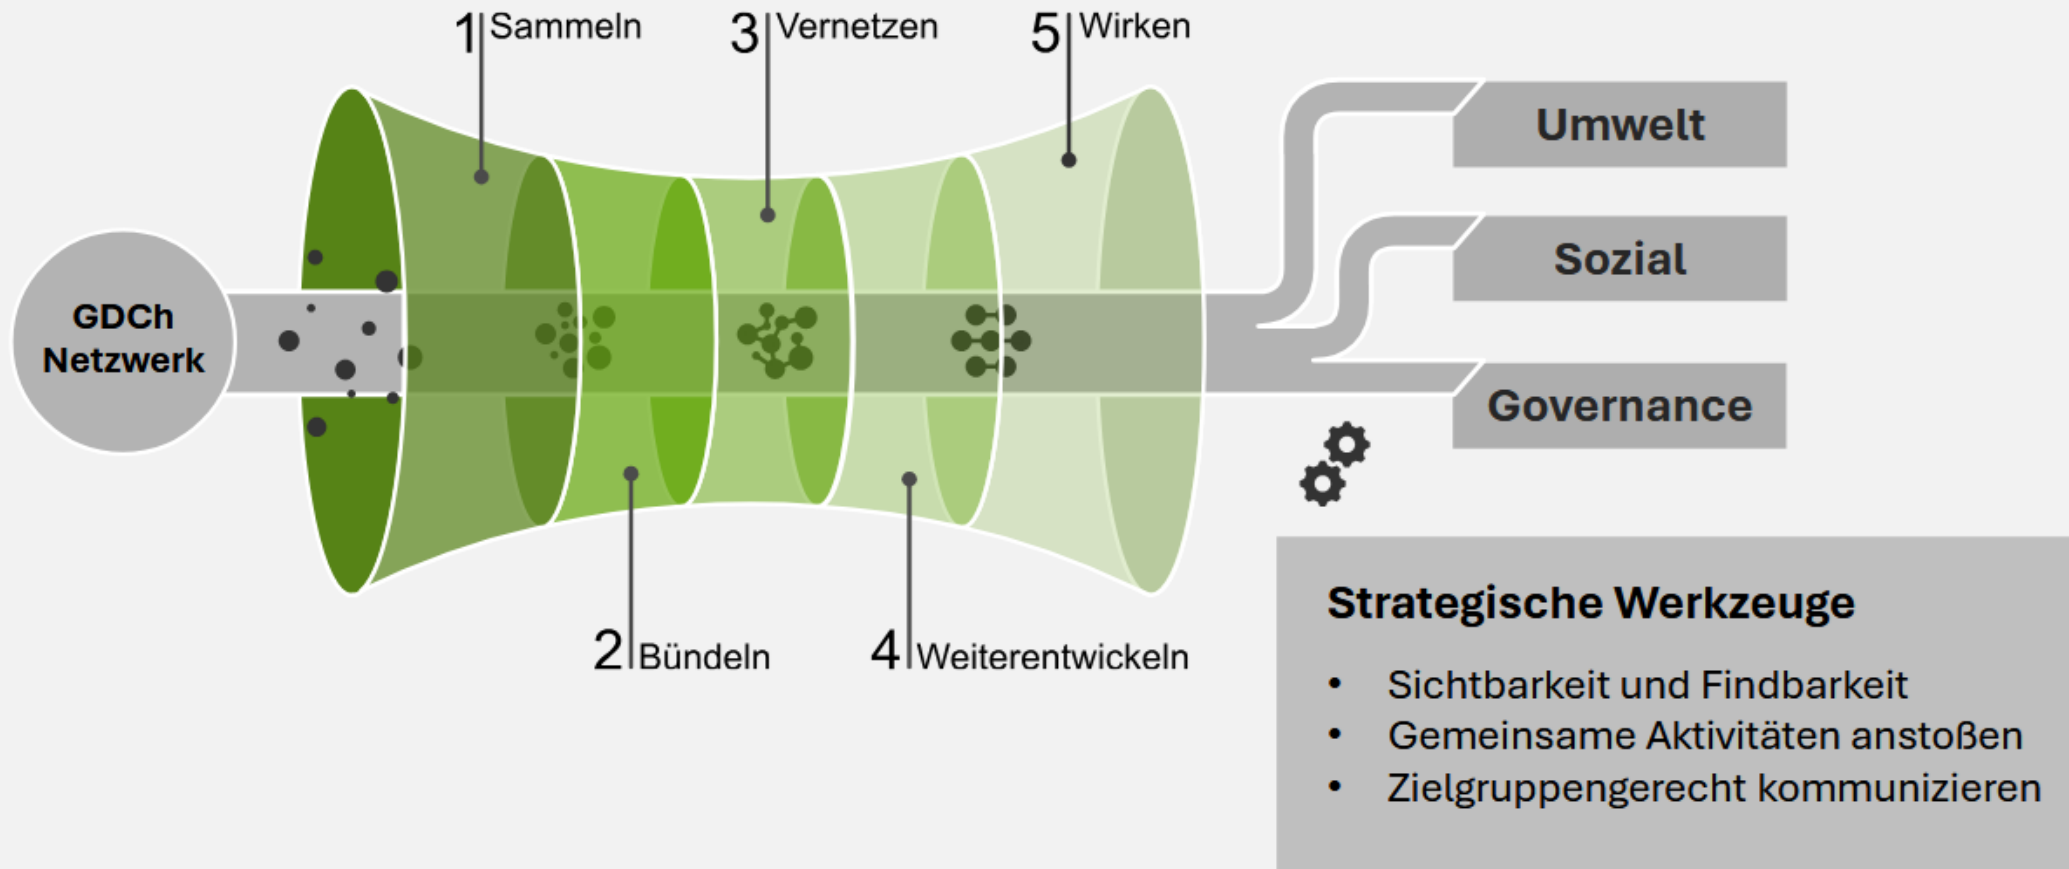 1 Sammeln
3 Vernetzen
5 Wirken
GDCh
Netzwerk
2 Bündeln
4 Weiterentwickeln
Umwelt
Sozial
Governance
Strategische Werkzeuge
• Sichtbarkeit und Findbarkeit
• Gemeinsame Aktivitäten anstoßen
• Zielgruppengerecht kommunizieren